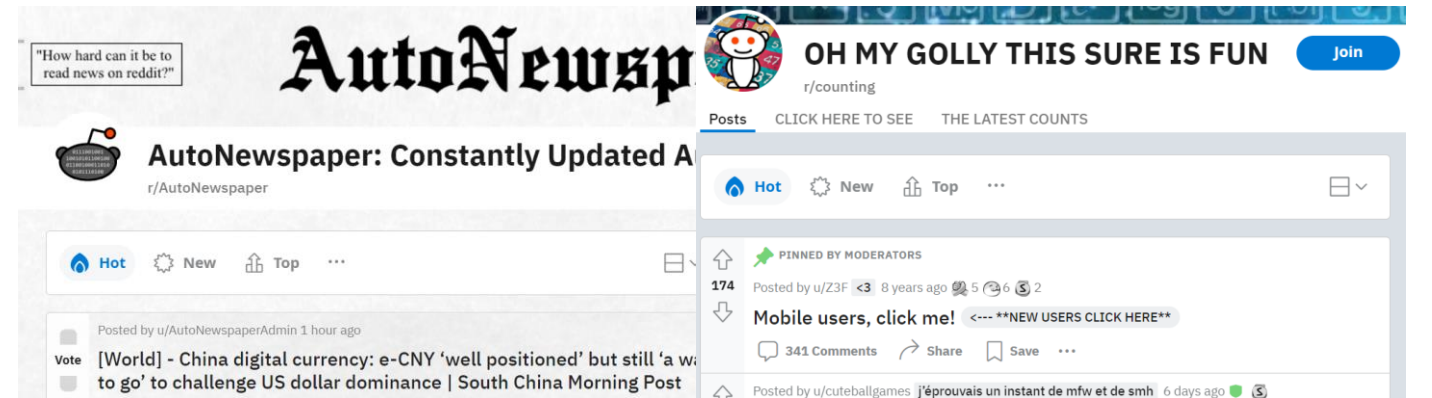 "How hard can it be to
read news on reddit?"
AutoNewsp
AutoNewspaper: Constantly Updated A
r/AutoNewspaper
Hot New Top ...
Posted by u/AutoNewspaperAdmin 1 hour ago
Vote
[World] - China digital currency: e-CNY ‘well positioned’ but still ‘a wa
to go’ to challenge US dollar dominance | South China Morning Post
OH MY GOLLY THIS SURE IS FUN
Join
r/counting
Posts CLICK HERE TO SEE THE LATEST COUNTS
Hot New Top ...
PINNED BY MODERATORS
174
Posted by u/Z3F <3 8 years ago 5 6 2
Mobile users, click me! <--- **NEW USERS CLICK HERE**
341 Comments Share Save ...
Posted by u/cuteballgames j'éprouvais un instant de mfw et de smh 6 days ago